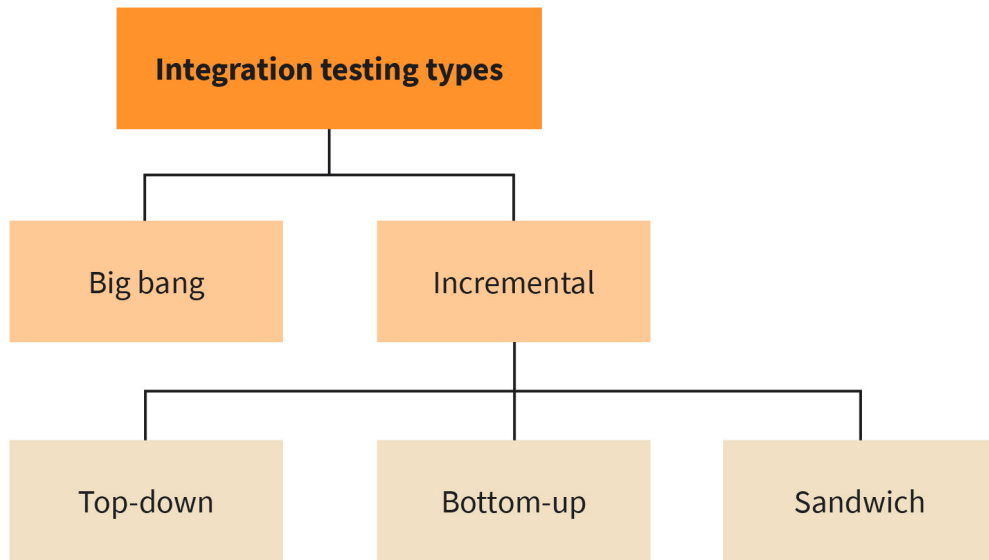 Integration testing types
Big bang
Incremental
Top-down
Bottom-up
Sandwich